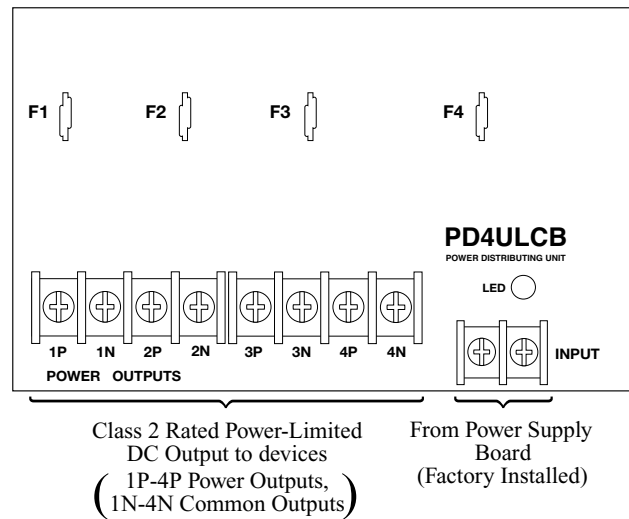 F1 F2 F3 F4
PD4ULCB
POWER DISTRIBUTING UNIT
LED
1P 1N 2P 2N 3P 3N 4P 4N
INPUT
POWER OUTPUTS
Class 2 Rated Power-Limited
DC Output to devices
(1P-4P Power Outputs,
1N-4N Common Outputs)
From Power Supply
Board
(Factory Installed)